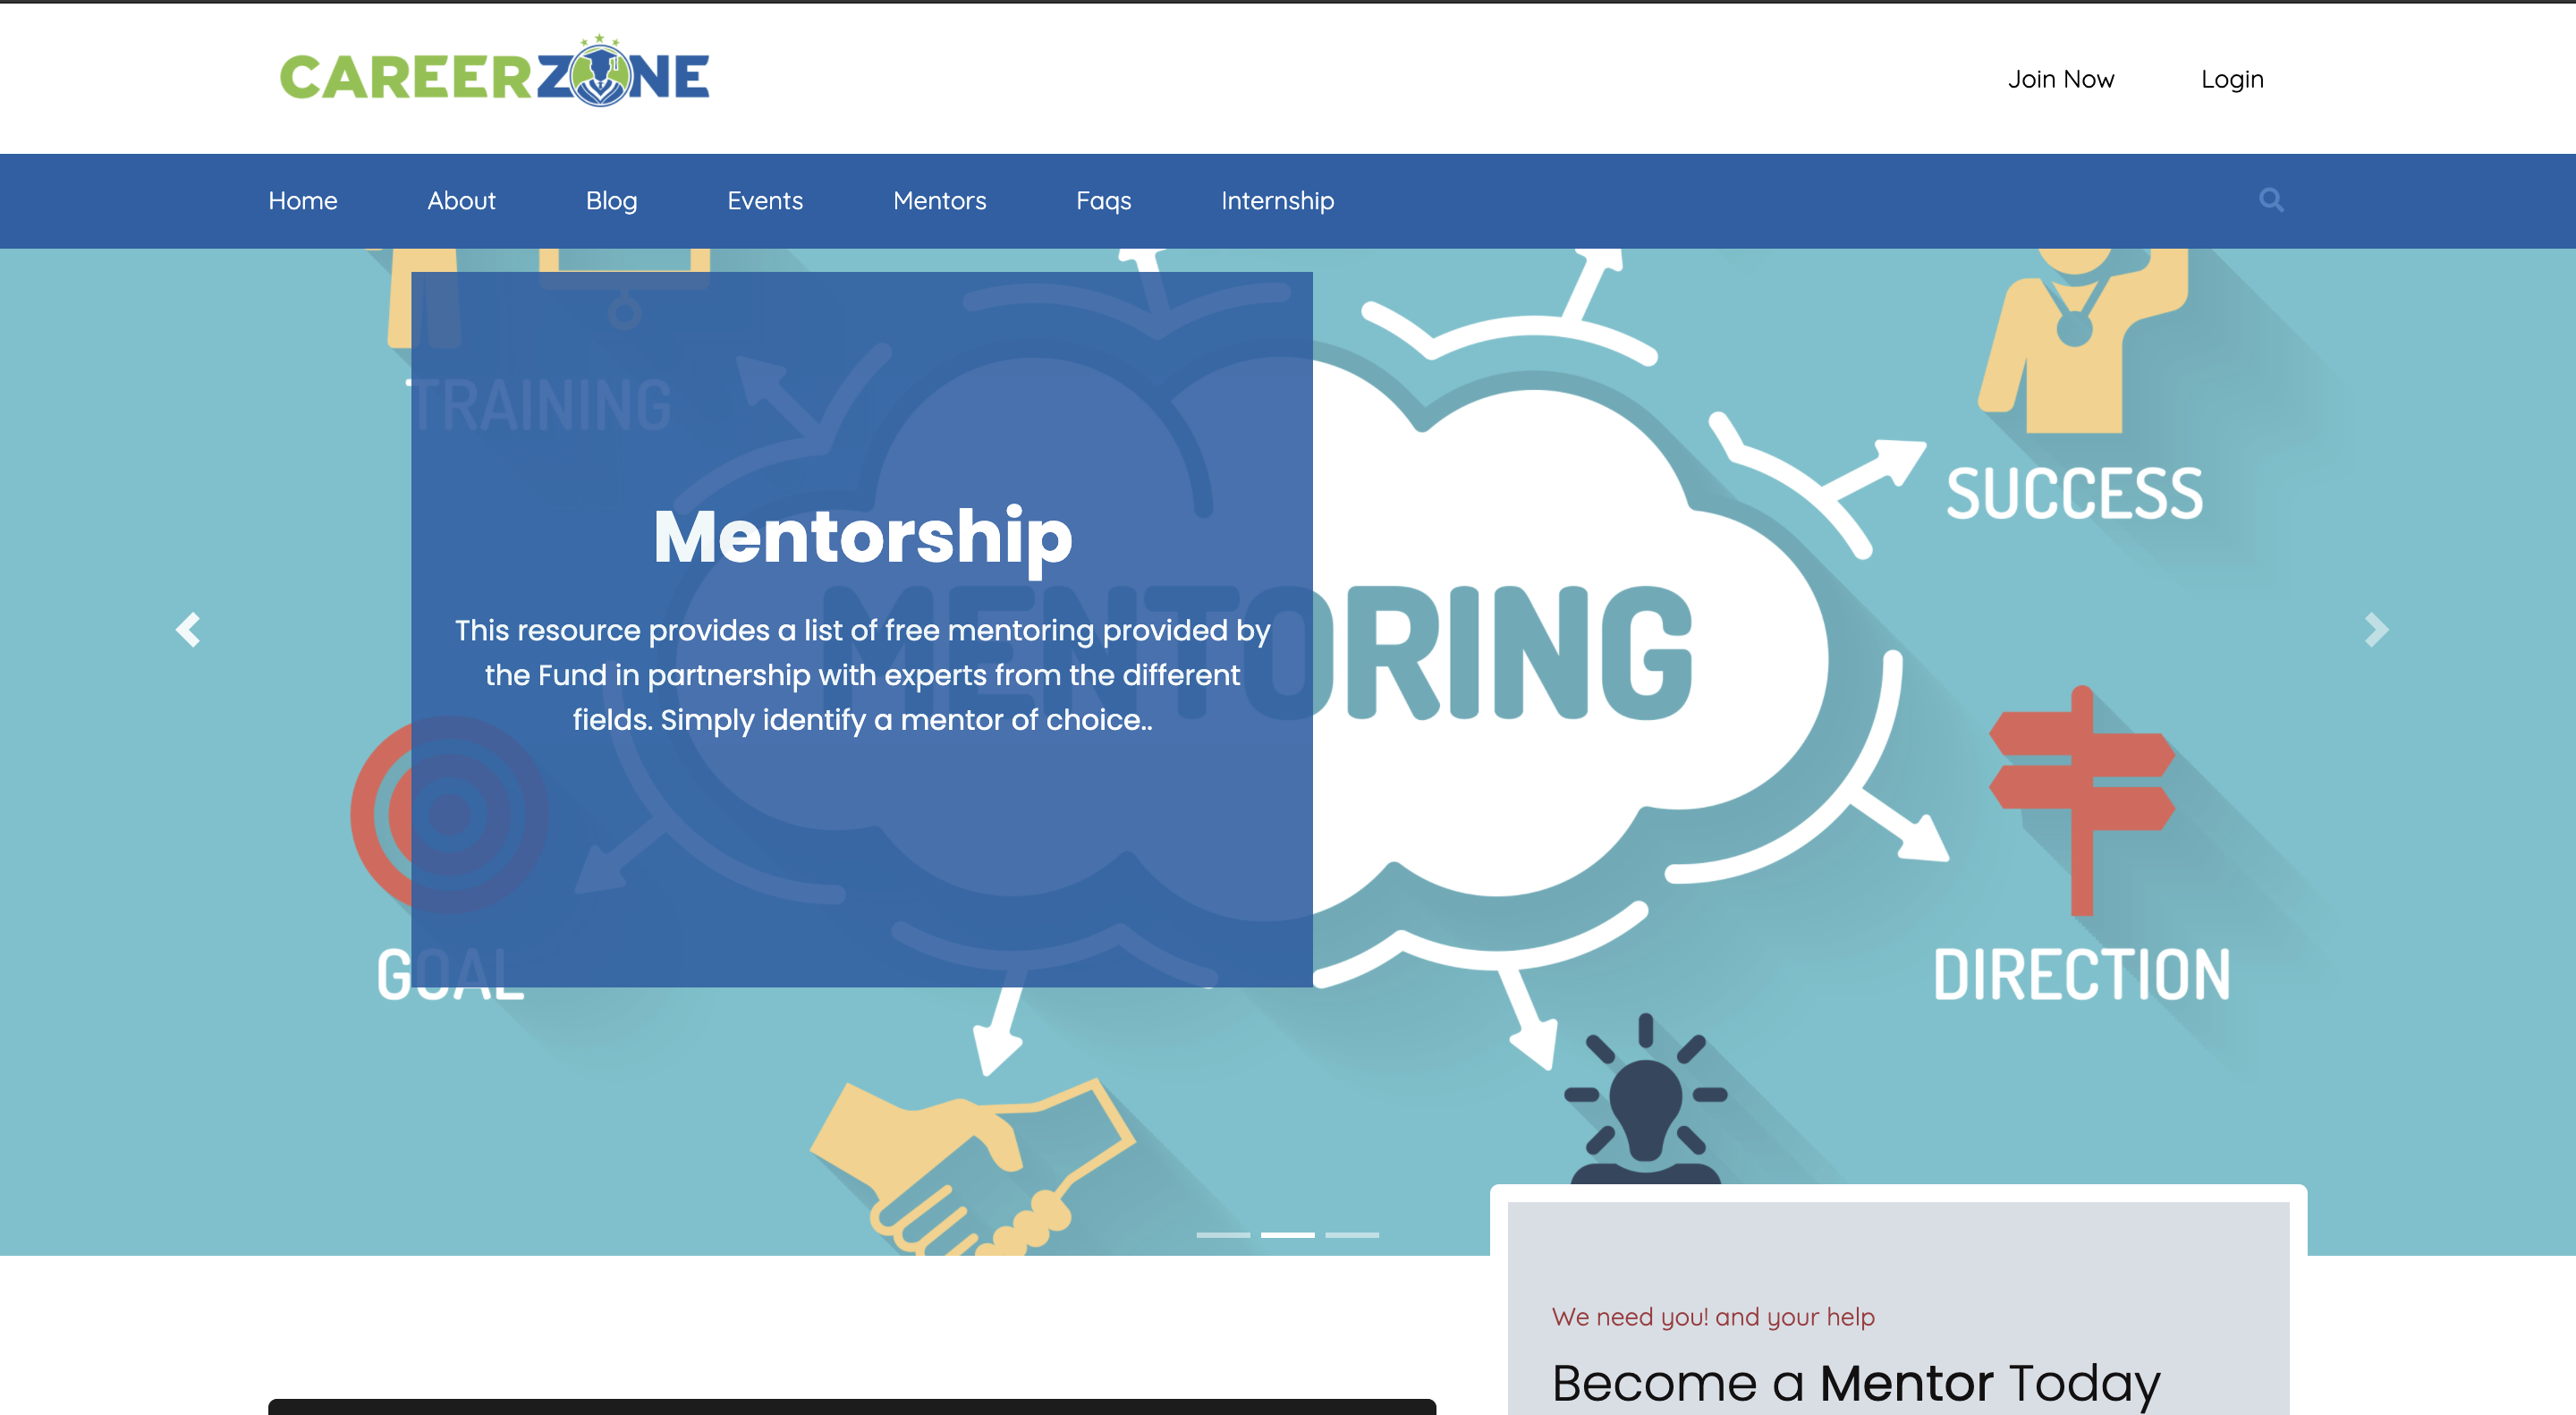 CAREERZONE
Join Now
Login
Home
About
Blog
Events
Mentors
Faqs
Internship
TRAINING
SUCCESS
Mentorship
MENTORING
This resource provides a list of free mentoring provided by
the Fund in partnership with experts from the different
fields. Simply identify a mentor of choice..
GOAL
DIRECTION
We need you! and your help
Become a Mentor Today